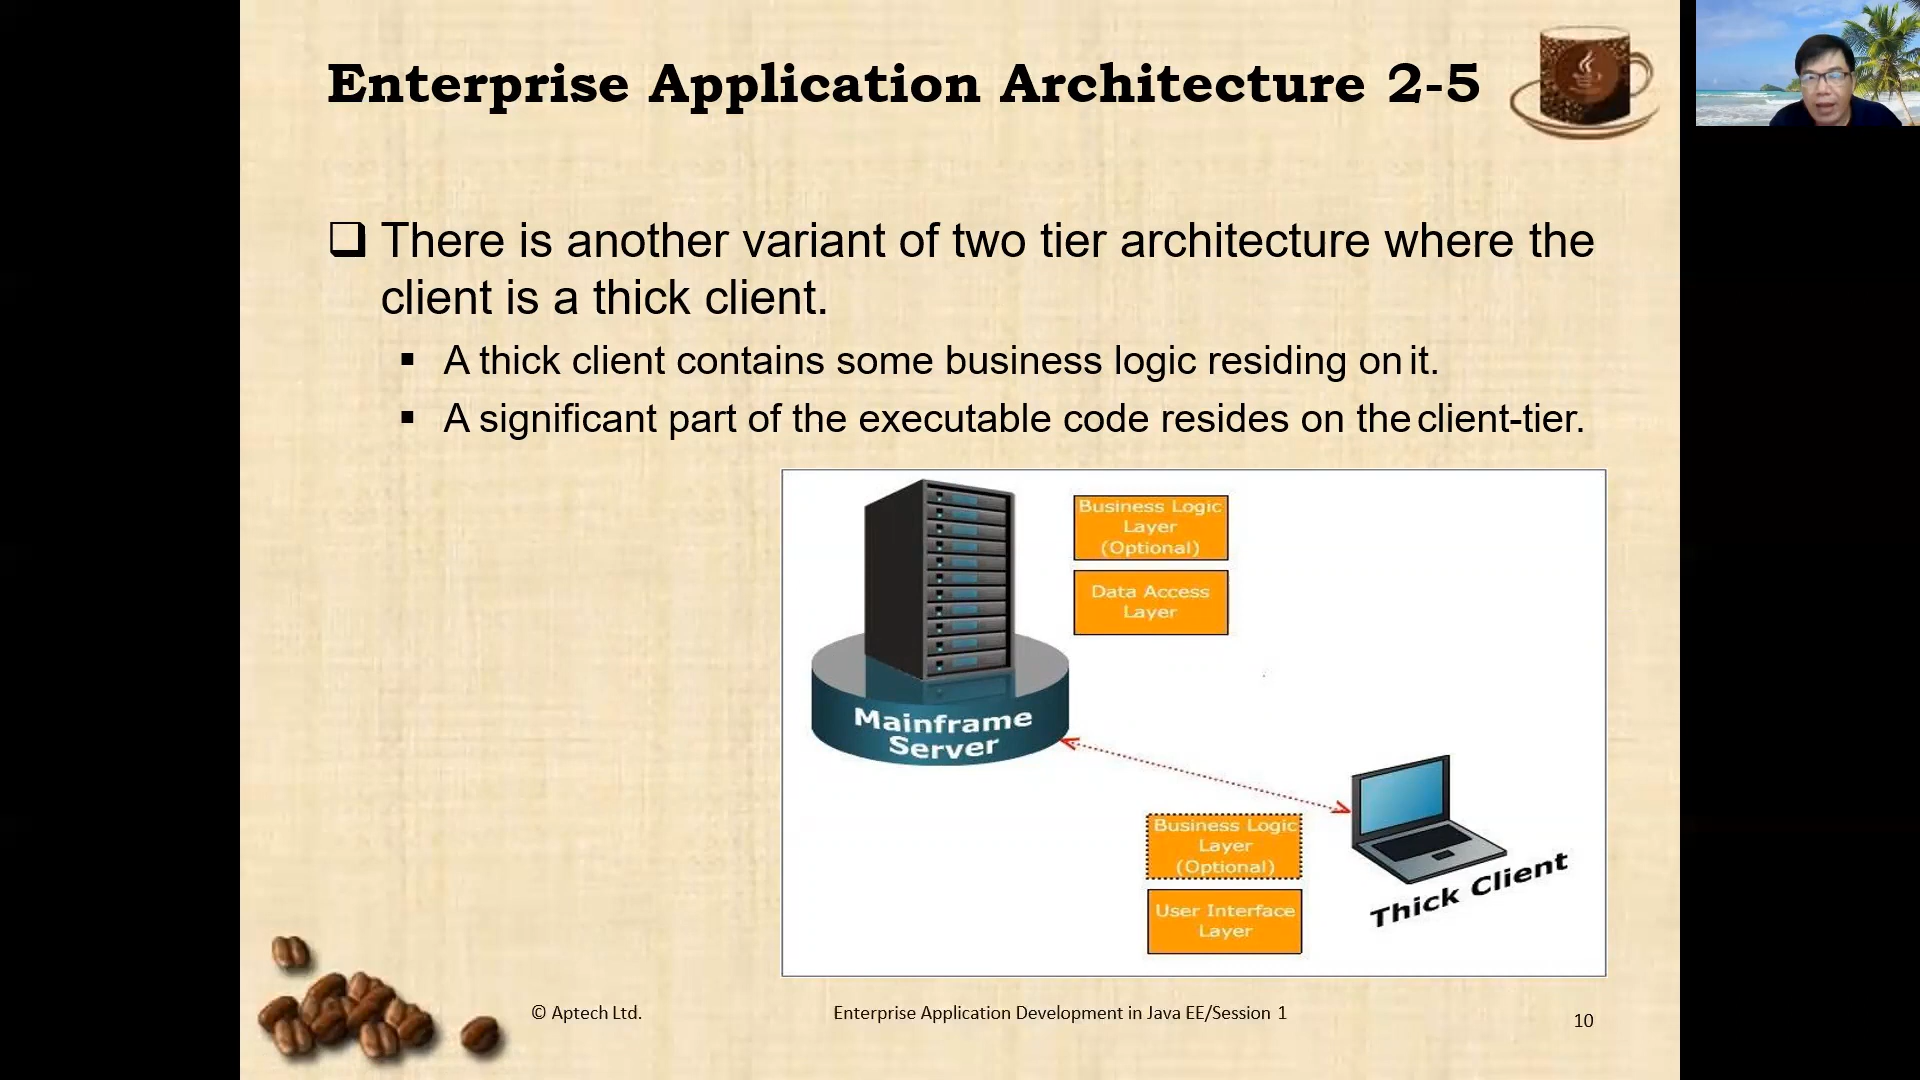 Enterprise Application Architecture 2-5
There is another variant of two tier architecture where the
client is a thick client.
A thick client contains some business logic residing on it.
A significant part of the executable code resides on the client-tier.
Business Logic
Layer
(Optional)
Data Access
Layer
Mainframe
Server
Business Logic
Layer
(Optional)
User Interface
Layer
Thick Client
© Aptech Ltd.
Enterprise Application Development in Java EE/Session 1
10